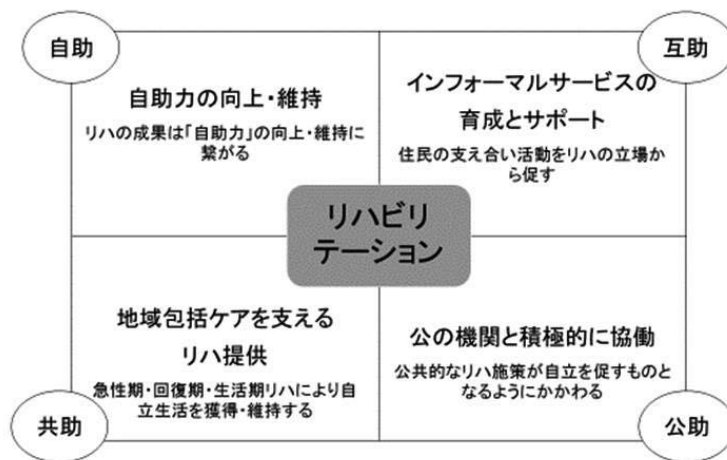 自助
互助
自助力の向上・維持
リハの成果は「自助力」の向上・維持に
繋がる
インフォーマルサービスの
育成とサポート
住民の支え合い活動をリハの立場か
ら促す
リハビリ
テーション
地域包括ケアを支える
リハ提供
急性期・回復期・生活期リハにより自
立生活を獲得・維持する
公の機関と積極的に協働
公共的なリハ施策が自立を促すものと
なるようにかかわる
共助
公助